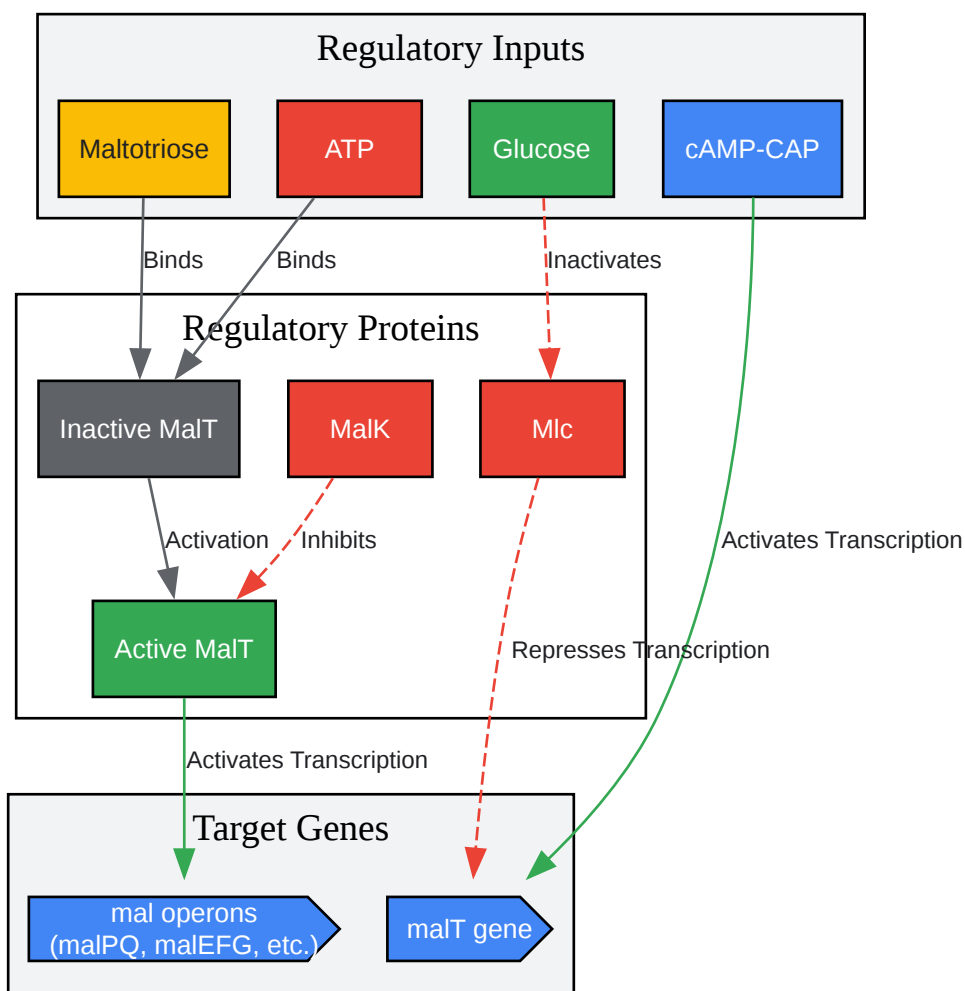 Regulatory Inputs
Maltotriose
ATP
Glucose
cAMP-CAP
Binds
Binds
Inactivates
Regulatory Proteins
Inactive MalT
MalK
Mlc
Activation
Inhibits
Activates Transcription
Active MalT
Represses Transcription
Activates Transcription
Target Genes
mal operons
(malPQ, malEFG, etc.)
malT gene